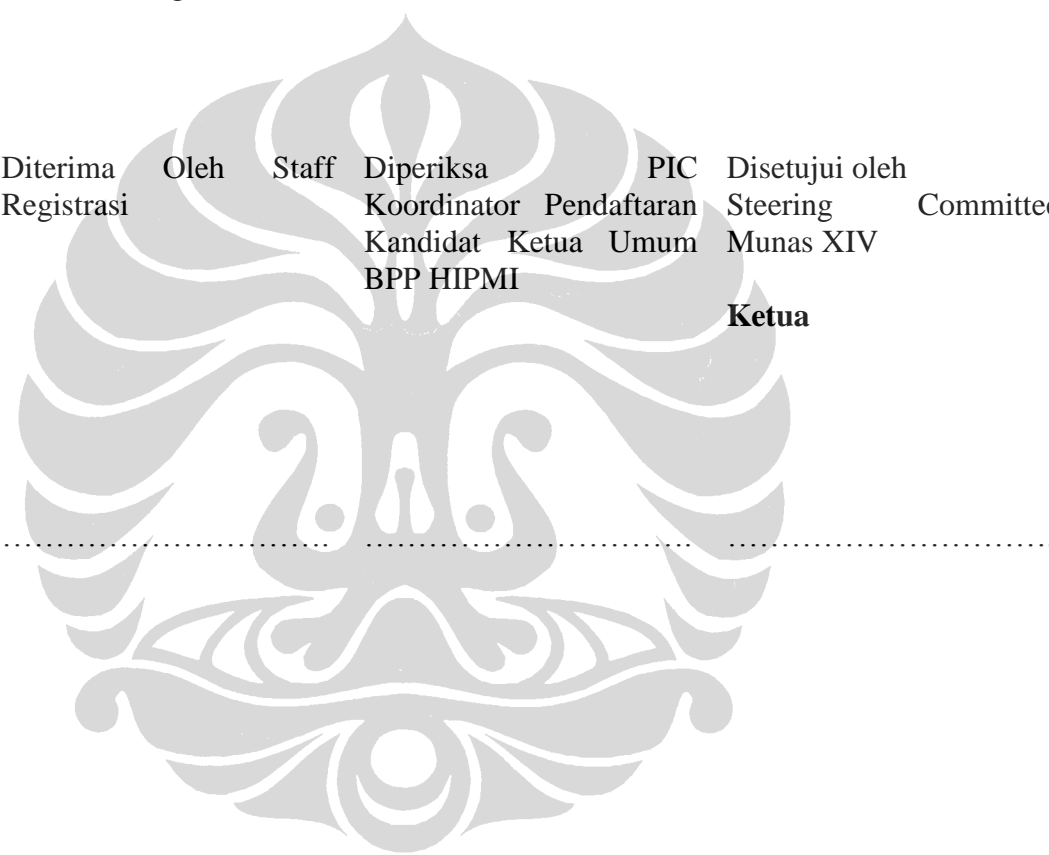 Diterima Oleh Staff
Registrasi
Diperiksa PIC
Koordinator Pendaftaran
Kandidat Ketua Umum
BPP HIPMI
Disetujui oleh
Steering Committee
Munas XIV
Ketua
…………………………. …………………………. ………………………….